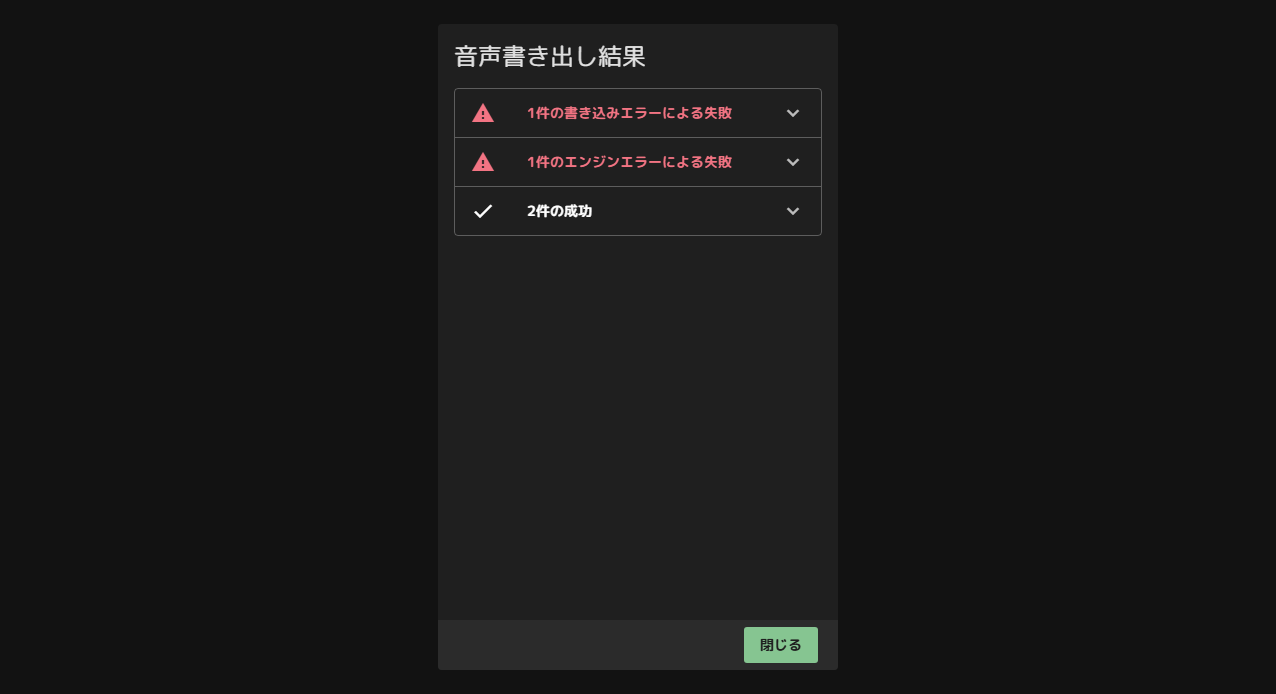 音声書き出し結果
1件の書き込みエラーによる失敗
1件のエンジンエラーによる失敗
2件の成功
閉じる